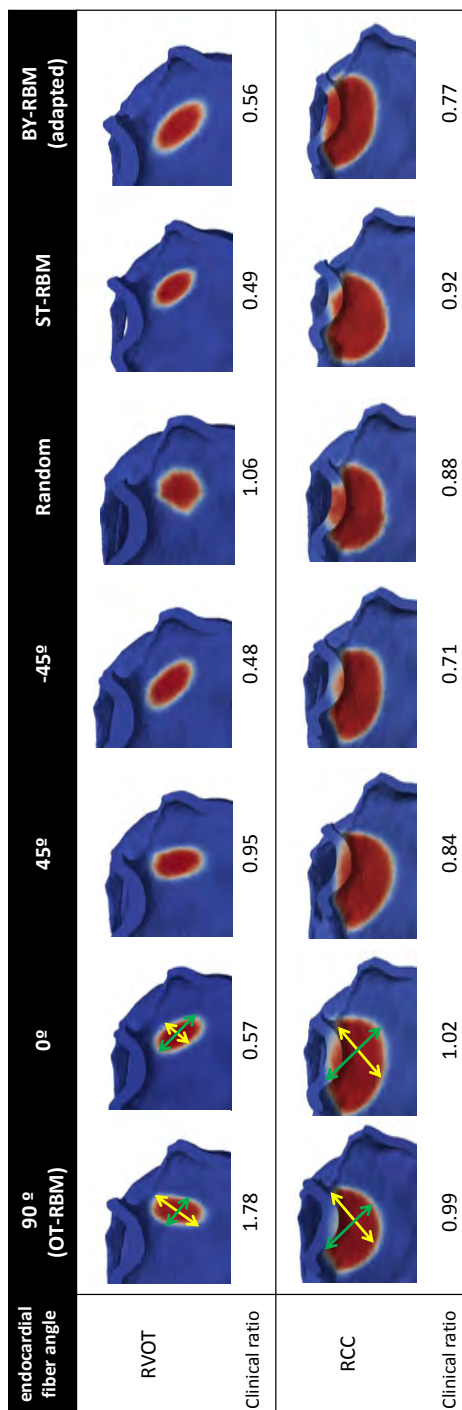 endocardial fiber angle 90 º (OT-RBM) 0º 45º -45º Random ST-RBM BY-RBM (adapted)
RVOT
Clinical ratio 1.78 0.57 0.95 0.48 1.06 0.49 0.56
RCC
Clinical ratio 0.99 1.02 0.84 0.71 0.88 0.92 0.77